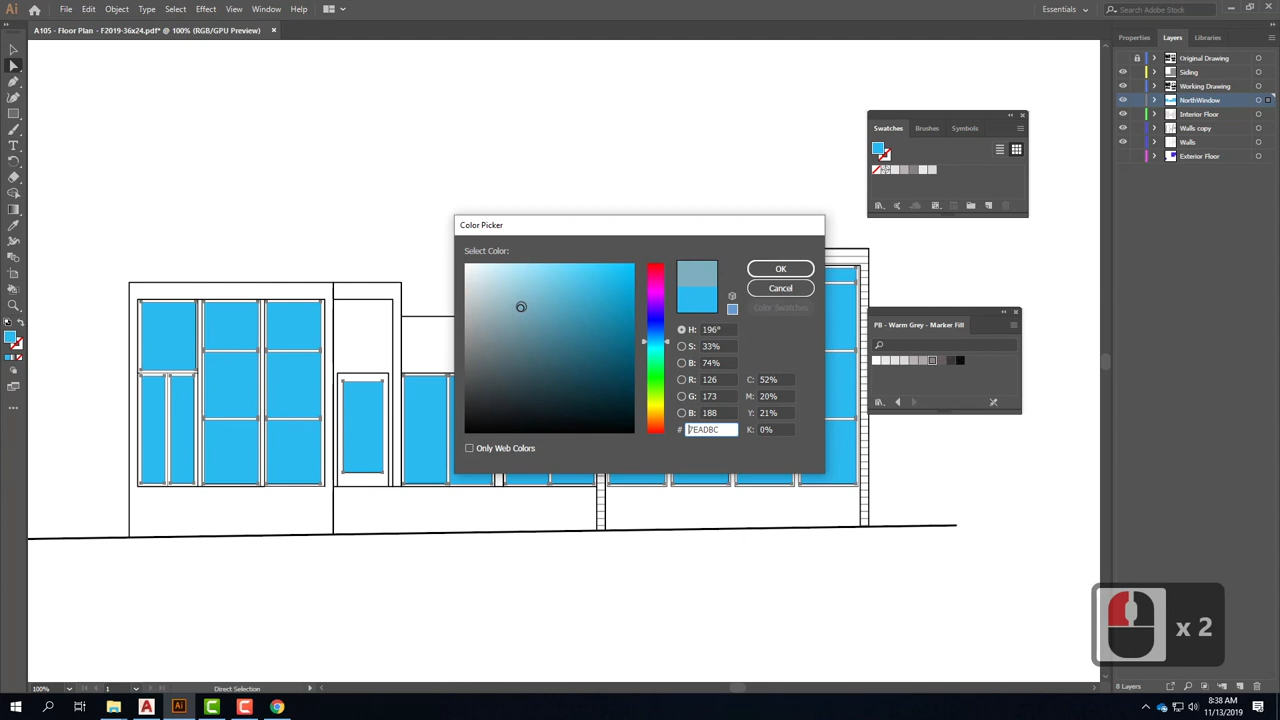 Ai
File Edit Object Type Select Effect View Window Help
Essentials
Search Adobe Stock
A105 - Floor Plan - F2019-36x24.pdf* @ 100% (RGB/GPU Preview) ×
Properties Layers Libraries
Original Drawing
Siding
Working Drawing
NorthWindow
Interior Floor
Walls copy
Walls
Exterior Floor
Swatches Brushes Symbols
Color Picker
Select Color:
OK
Cancel
Color Swatches
H: 196°
S: 33%
B: 74%
R: 126 C: 52%
G: 173 M: 20%
B: 188 Y: 21%
# 7EADBC K: 0%
Only Web Colors
PB - Warm Grey - Marker Fill
x 2
100% 1 Direct Selection
8 Layers
8:38 AM
11/13/2019